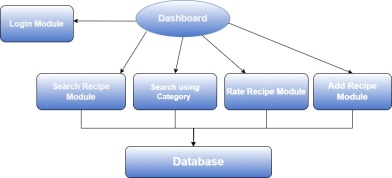 Login Module
Dashboard
Search Recipe
Module
Search using
Category
Rate Recipe Module
Add Recipe
Module
Database